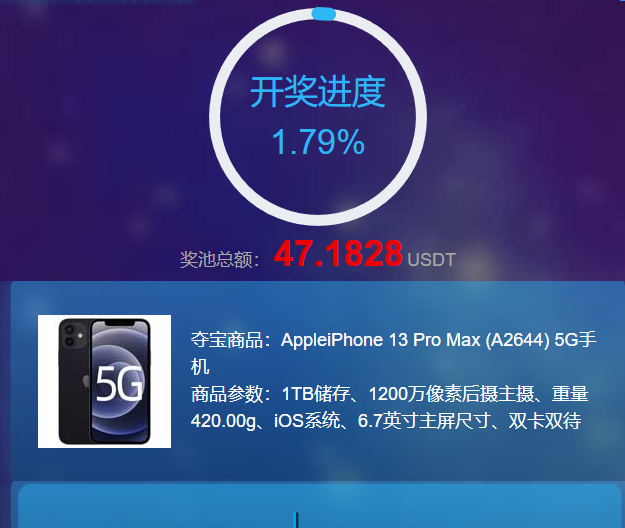 开奖进度
1.79%
奖池总额： 47.1828 USDT
5G
夺宝商品：AppleiPhone 13 Pro Max (A2644) 5G手
机
商品参数：1TB储存、1200万像素后摄主摄、重量
420.00g、iOS系统、6.7英寸主屏尺寸、双卡双待